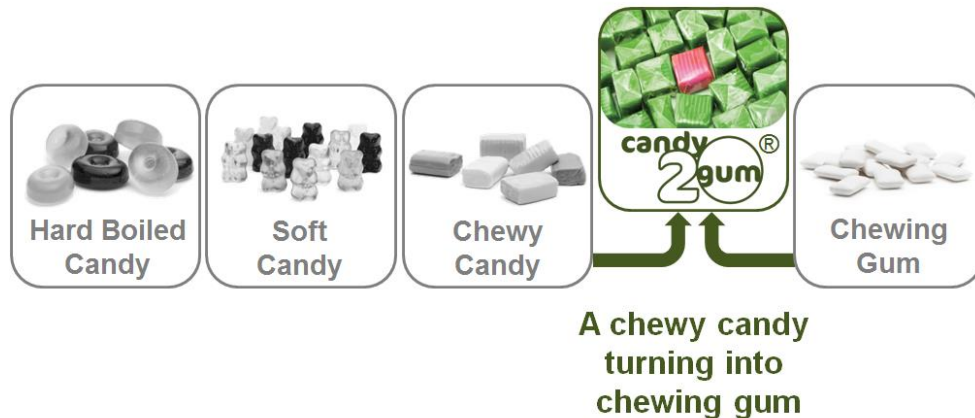 Hard Boiled
Candy
Soft
Candy
Chewy
Candy
candy
2gum®
Chewing
Gum
A chewy candy
turning into
chewing gum